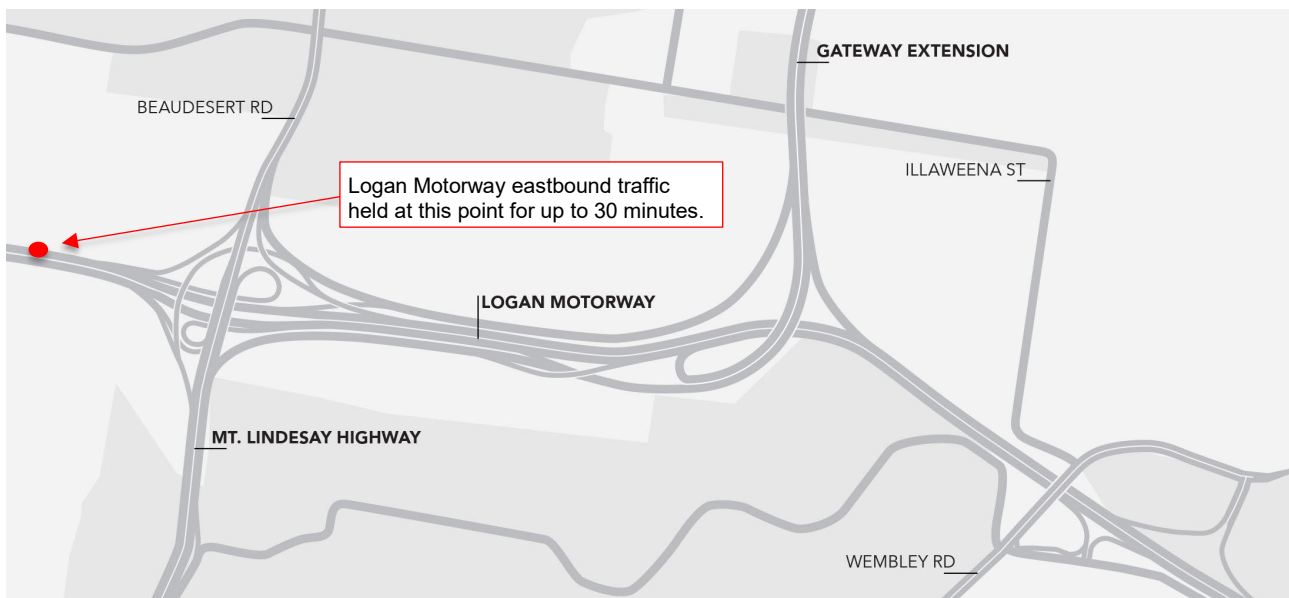 GATEWAY EXTENSION
BEAUDESERT RD
Logan Motorway eastbound traffic
held at this point for up to 30 minutes.
ILLAWEENA ST
LOGAN MOTORWAY
MT. LINDESAY HIGHWAY
WEMBLEY RD